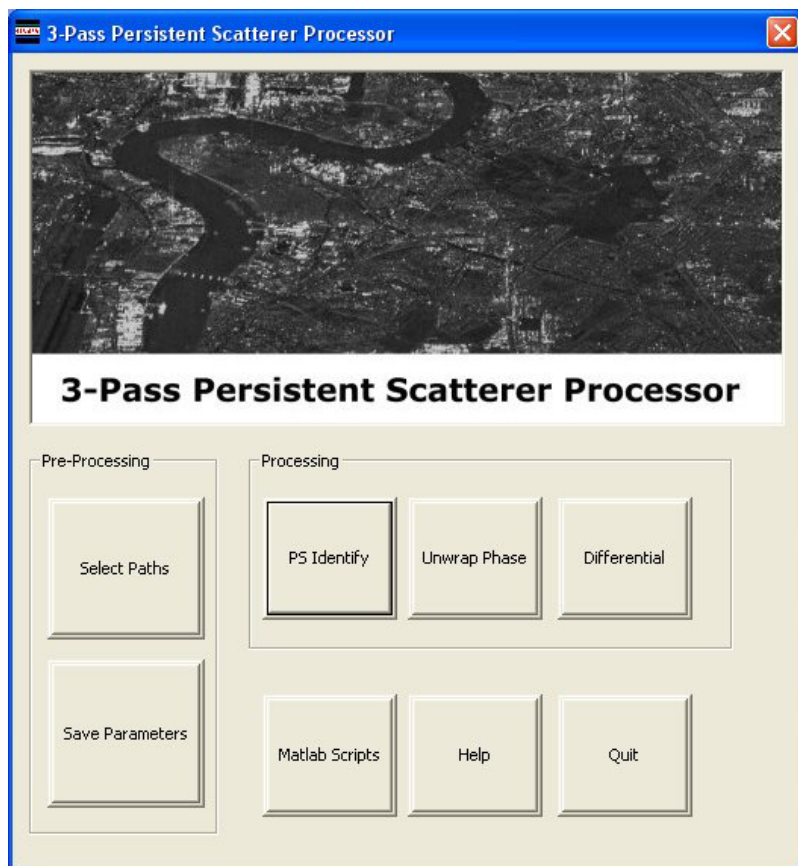 3-Pass Persistent Scatterer Processor
3-Pass Persistent Scatterer Processor
Pre-Processing
Processing
Select Paths
PS Identify
Unwrap Phase
Differential
Save Parameters
Matlab Scripts
Help
Quit